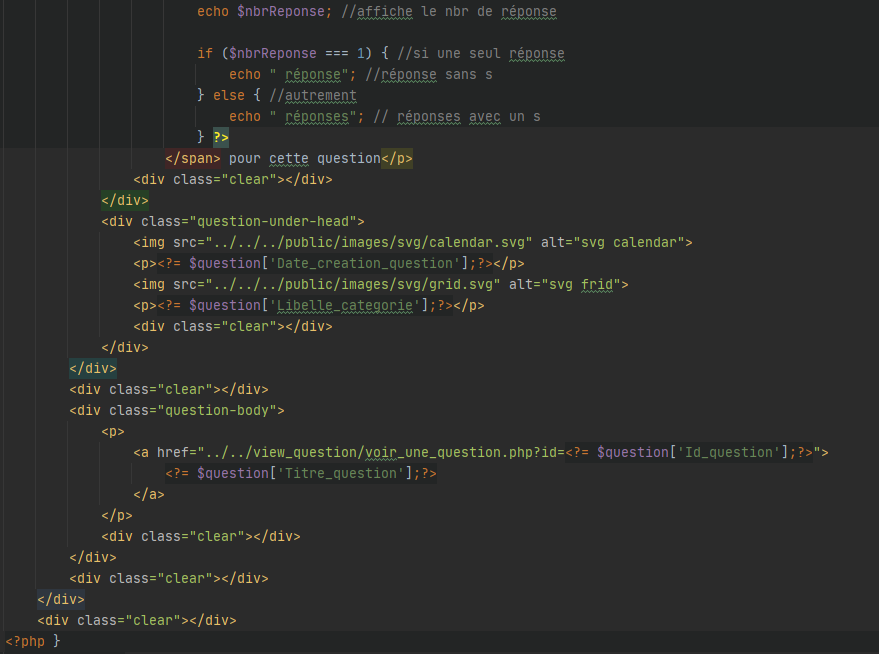 echo $nbrReponse; //affiche le nbr de réponse
if ($nbrReponse === 1) { //si une seul réponse
echo " réponse"; //réponse sans s
} else { //autrement
echo " réponses"; // réponses avec un s
} ?>
</span> pour cette question</p>
<div class="clear"></div>
</div>
<div class="question-under-head">
<img src="../../../public/images/svg/calendar.svg" alt="svg calendar">
<p><?= $question['Date_creation_question'];?></p>
<img src="../../../public/images/svg/grid.svg" alt="svg frid">
<p><?= $question['Libelle_categorie'];?></p>
<div class="clear"></div>
</div>
</div>
<div class="clear"></div>
<div class="question-body">
<p>
<a href="../../view_question/voir_une_question.php?id=<?= $question['Id_question'];?>">
<?= $question['Titre_question'];?>
</a>
</p>
<div class="clear"></div>
</div>
<div class="clear"></div>
</div>
<div class="clear"></div>
<?php }